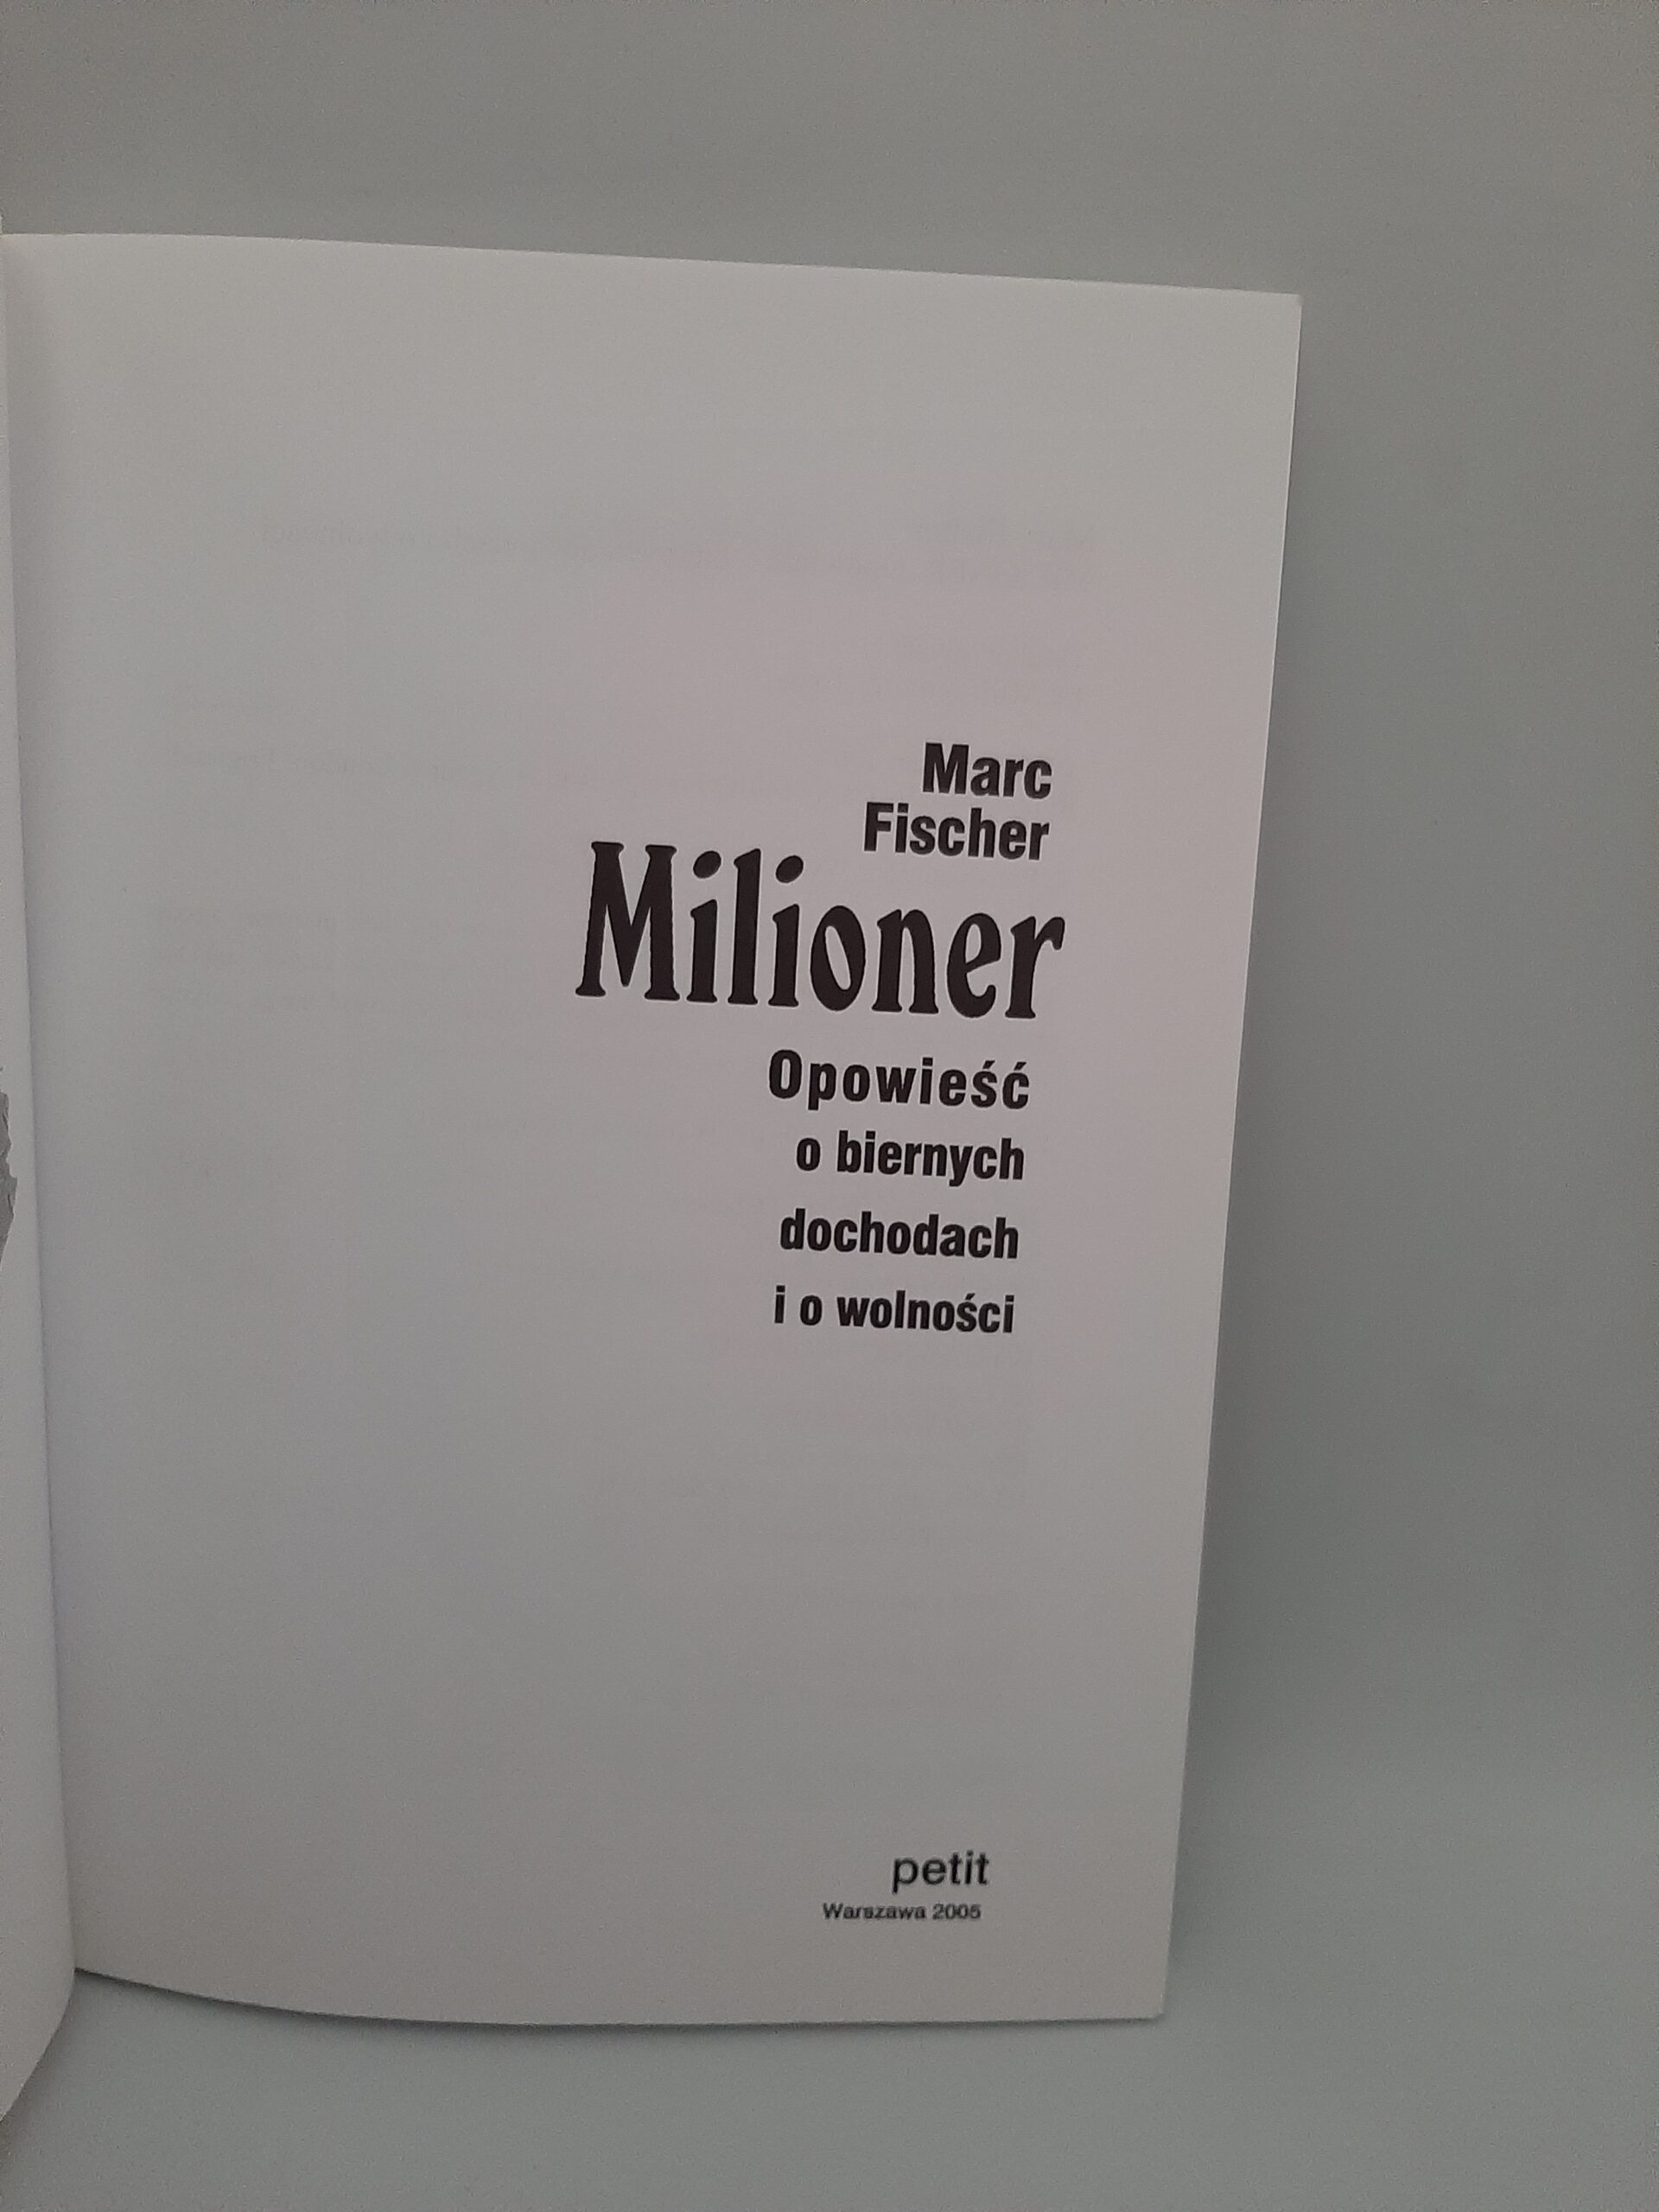 Marc
Fischer
Milioner
Opowieść
o biernych
dochodach
i o wolności
petit
Warszawa 2005